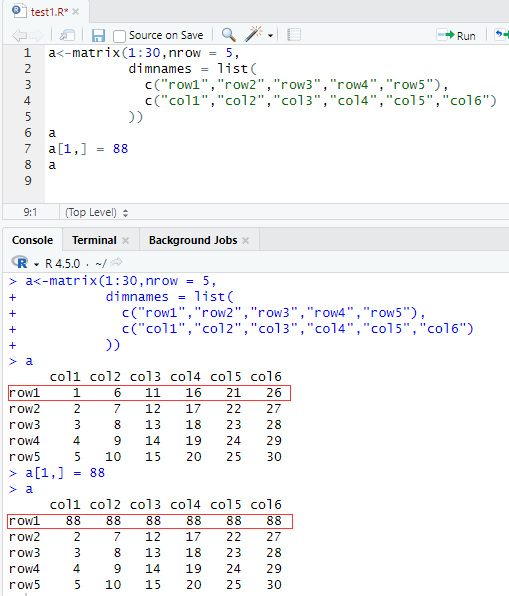 test1.R* ×
Source on Save Run
1 a<-matrix(1:30,nrow = 5,
2           dimnames = list(
3             c("row1","row2","row3","row4","row5"),
4             c("col1","col2","col3","col4","col5","col6")
5           ))
6 a
7 a[1,] = 88
8 a
9
9:1 (Top Level)
Console Terminal × Background Jobs ×
R 4.5.0 · ~/
> a<-matrix(1:30,nrow = 5,
+           dimnames = list(
+             c("row1","row2","row3","row4","row5"),
+             c("col1","col2","col3","col4","col5","col6")
+           ))
> a
     col1 col2 col3 col4 col5 col6
row1    1    6   11   16   21   26
row2    2    7   12   17   22   27
row3    3    8   13   18   23   28
row4    4    9   14   19   24   29
row5    5   10   15   20   25   30
> a[1,] = 88
> a
     col1 col2 col3 col4 col5 col6
row1   88   88   88   88   88   88
row2    2    7   12   17   22   27
row3    3    8   13   18   23   28
row4    4    9   14   19   24   29
row5    5   10   15   20   25   30